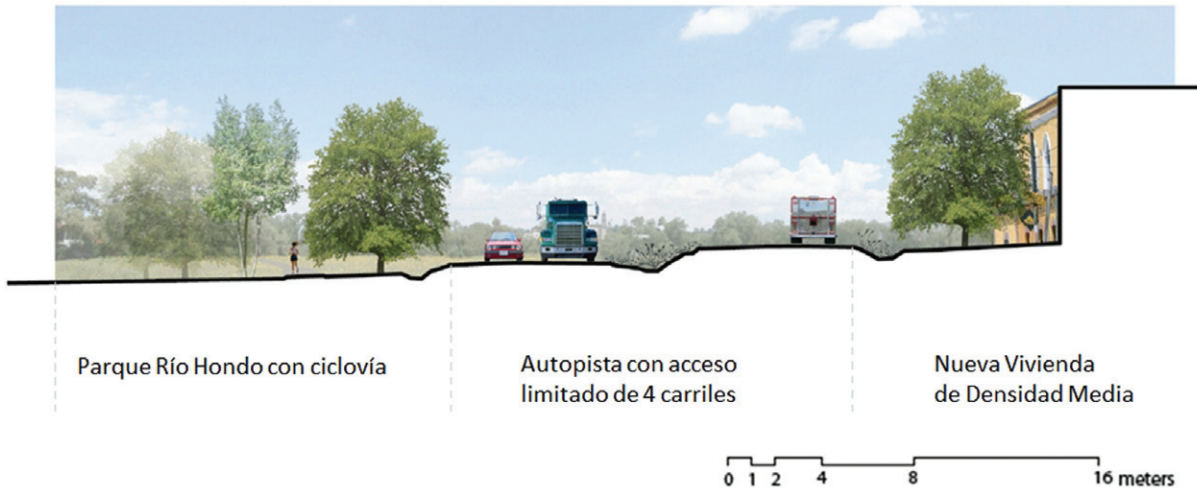 Parque Río Hondo con ciclovía
Autopista con acceso
limitado de 4 carriles
Nueva Vivienda
de Densidad Media
0 1 2 4 8 16 meters